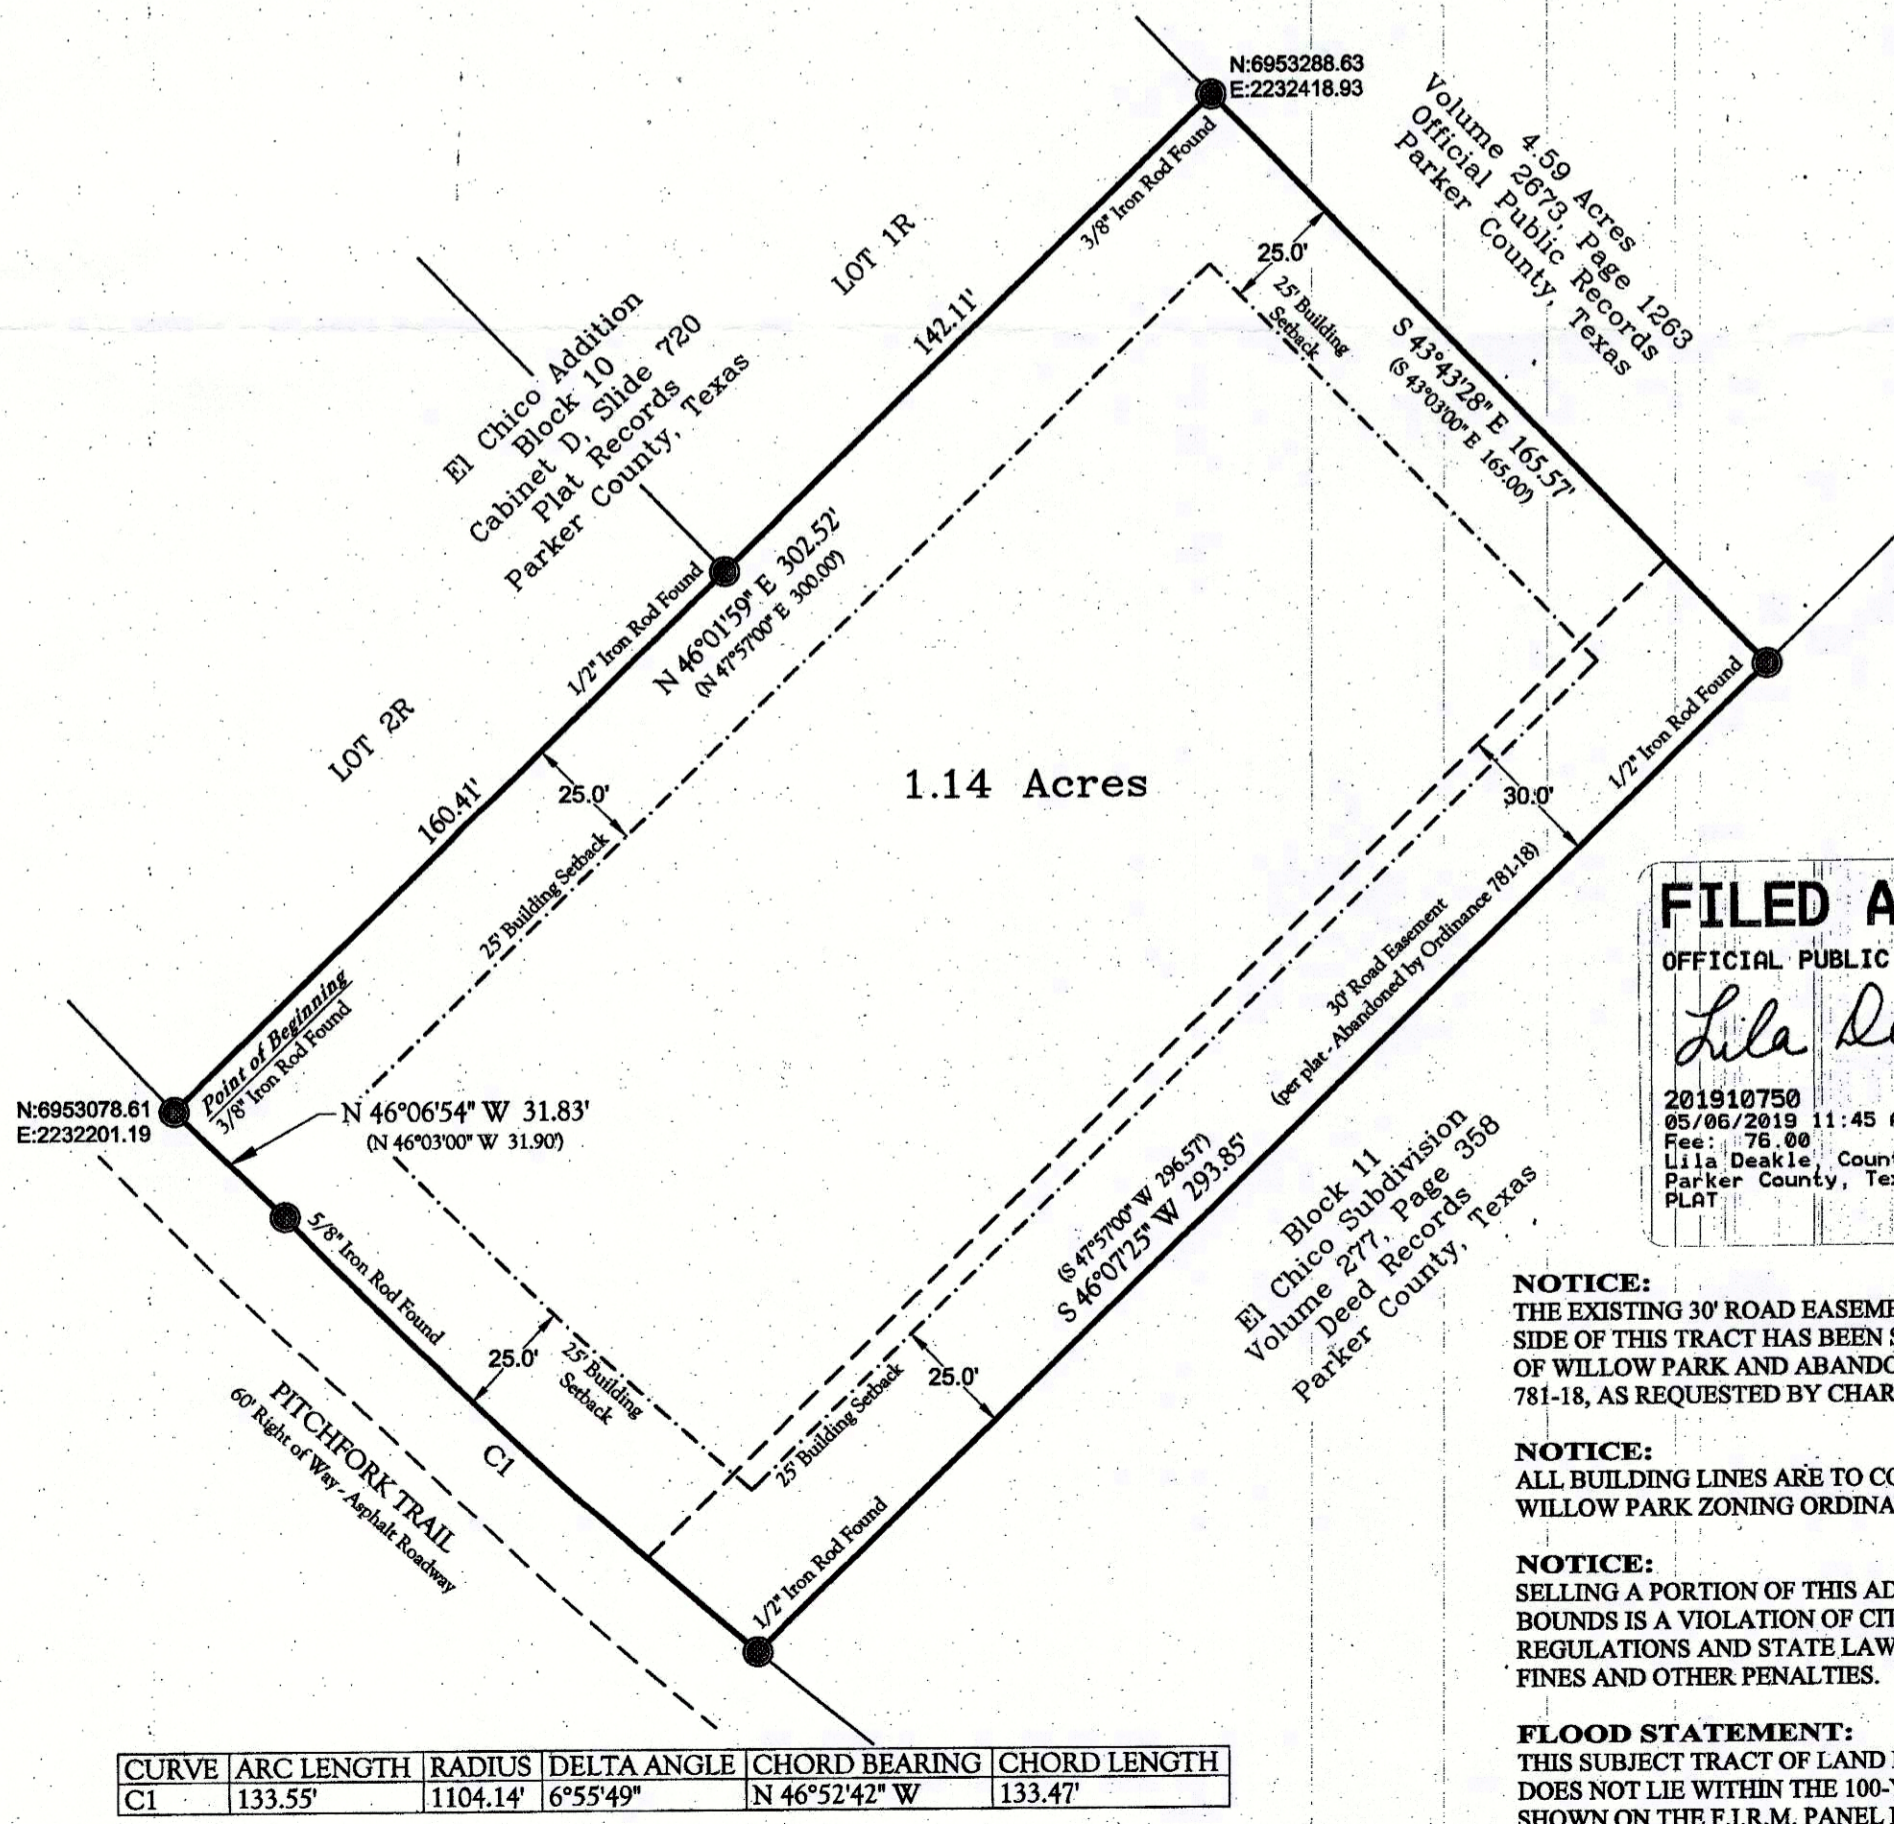 N:6953288.63
E:2232418.93
3/8" Iron Rod Found
4.59 Acres
Volume 2673, Page 1263
Official Public Records
Parker County, Texas
LOT 1R
142.11'
25.0'
25' Building
Setback
S 43°43'28" E 165.57'
(S 43°03'00" E 165.00')
El Chico Addition
Block 10
Cabinet D, Slide 720
Plat Records
Parker County, Texas
1/2" Iron Rod Found
N 46°01'59" E 302.52'
(N 47°57'00" E 300.00')
1/2" Iron Rod Found
LOT 2R
160.41'
25.0'
25' Building Setback
1.14 Acres
30.0'
30' Road Easement
(per plat - Abandoned by Ordinance 781-18)
Point of Beginning
3/8" Iron Rod Found
N:6953078.61
E:2232201.19
N 46°06'54" W 31.83'
(N 46°03'00" W 31.90')
5/8" Iron Rod Found
25.0'
25' Building
Setback
25' Building Setback
25.0'
(S 47°57'00" W 296.57')
S 46°07'25" W 293.85'
Block 11
El Chico Subdivision
Volume 277, Page 358
Deed Records
Parker County, Texas
C1
PITCHFORK TRAIL
60' Right of Way - Asphalt Roadway
1/2" Iron Rod Found
FILED A
OFFICIAL PUBLIC
Lila De
201910750
05/06/2019 11:45 A
Fee: 76.00
Lila Deakle, Count
Parker County, Tex
PLAT
NOTICE:
THE EXISTING 30' ROAD EASEME
SIDE OF THIS TRACT HAS BEEN S
OF WILLOW PARK AND ABANDO
781-18, AS REQUESTED BY CHAR
NOTICE:
ALL BUILDING LINES ARE TO CO
WILLOW PARK ZONING ORDINA
NOTICE:
SELLING A PORTION OF THIS AD
BOUNDS IS A VIOLATION OF CIT
REGULATIONS AND STATE LAW
FINES AND OTHER PENALTIES.
FLOOD STATEMENT:
THIS SUBJECT TRACT OF LAND
DOES NOT LIE WITHIN THE 100-Y
SHOWN ON THE F.I.R.M. PANEL
CURVE ARC LENGTH RADIUS DELTA ANGLE CHORD BEARING CHORD LENGTH
C1 133.55' 1104.14' 6°55'49" N 46°52'42" W 133.47'